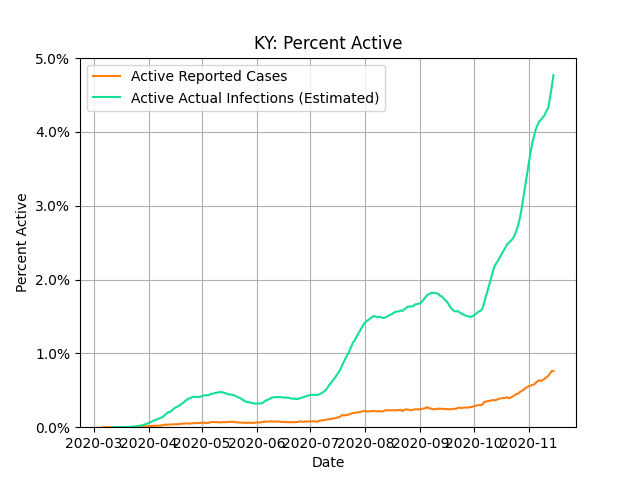 KY: Percent Active
Active Reported Cases
Active Actual Infections (Estimated)
5.0%
4.0%
3.0%
2.0%
1.0%
0.0%
Percent Active
2020-03 2020-04 2020-05 2020-06 2020-07 2020-08 2020-09 2020-10 2020-11
Date